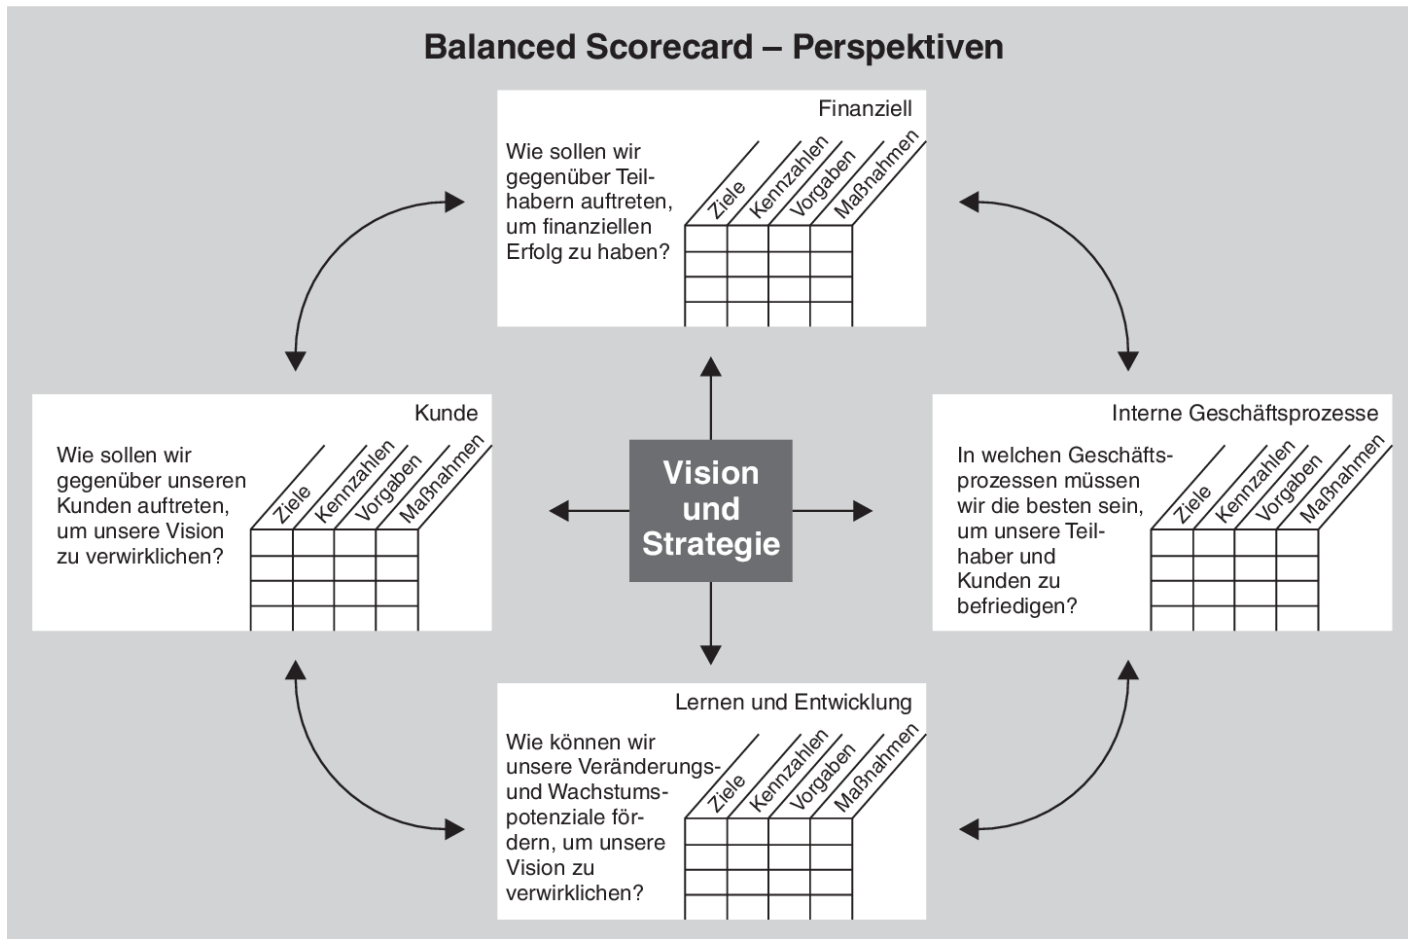 Balanced Scorecard – Perspektiven
Finanziell
Wie sollen wir
gegenüber Teil-
habern auftreten,
um finanziellen
Erfolg zu haben?
Ziele
Kennzahlen
Vorgaben
Maßnahmen
Kunde
Wie sollen wir
gegenüber unseren
Kunden auftreten,
um unsere Vision
zu verwirklichen?
Ziele
Kennzahlen
Vorgaben
Maßnahmen
Vision
und
Strategie
Interne Geschäftsprozesse
In welchen Geschäfts-
prozessen müssen
wir die besten sein,
um unsere Teil-
haber und
Kunden zu
befriedigen?
Ziele
Kennzahlen
Vorgaben
Maßnahmen
Lernen und Entwicklung
Wie können wir
unsere Veränderungs-
und Wachstums-
potenziale för-
dern, um unsere
Vision zu
verwirklichen?
Ziele
Kennzahlen
Vorgaben
Maßnahmen